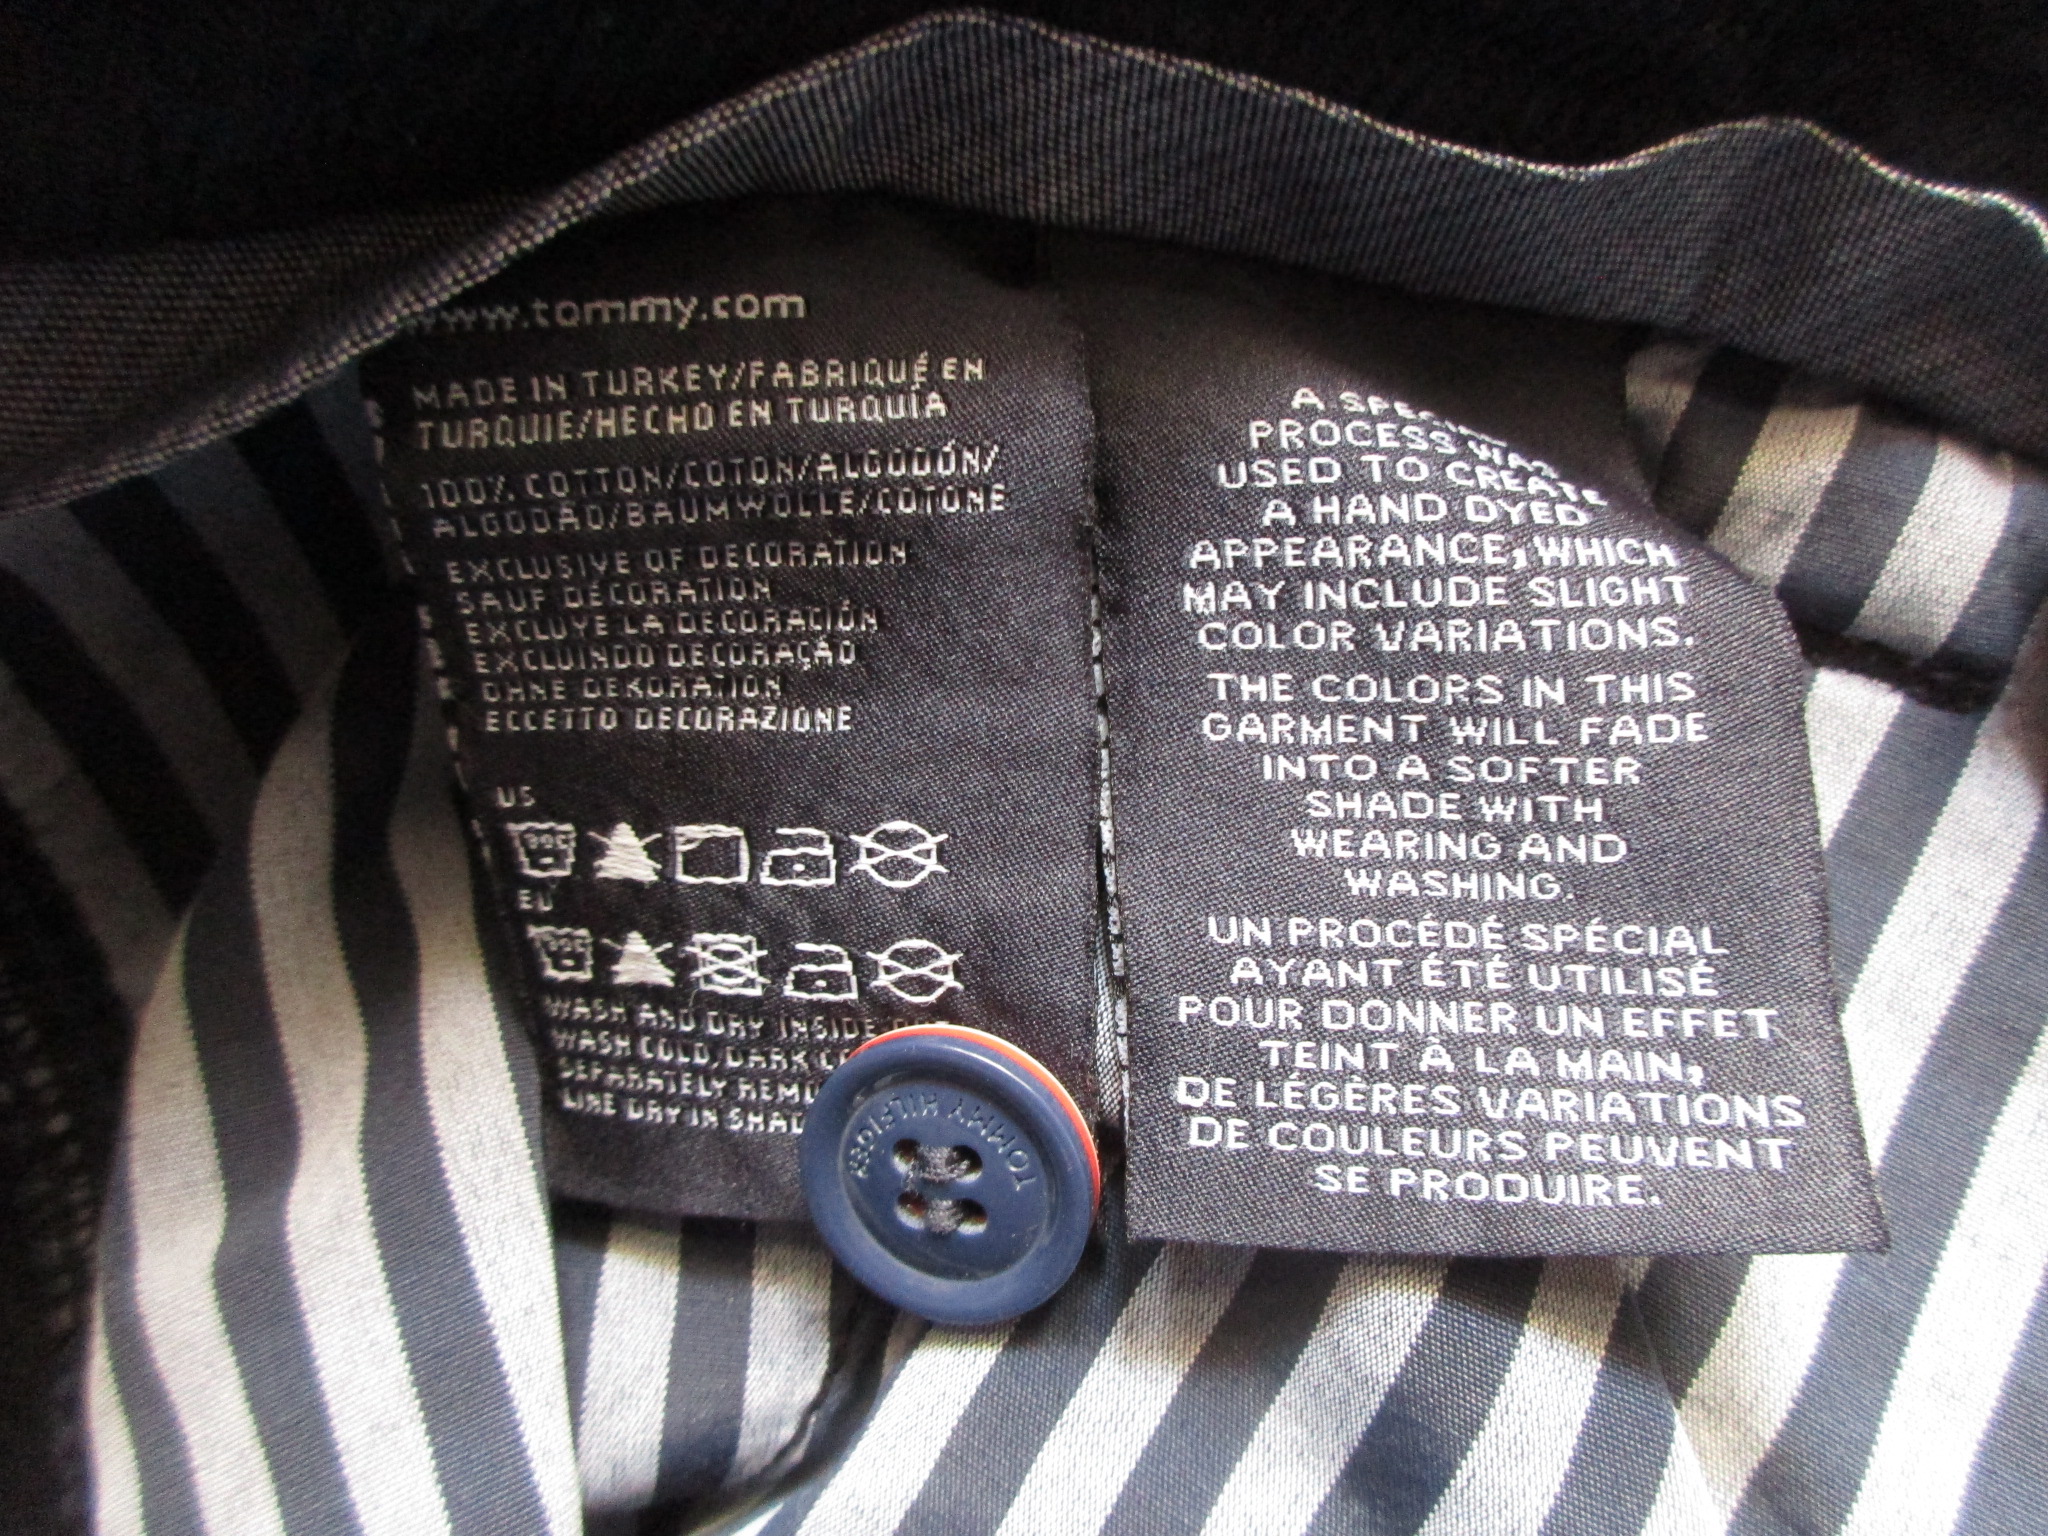 www.tommy.com
MADE IN TURKEY/FABRIQUÉ EN
TURQUIE/HECHO EN TURQUÍA
100% COTTON/COTON/ALGODÓN/
ALGODÃO/BAUMWOLLE/COTONE
EXCLUSIVE OF DECORATION
SAUF DÉCORATION
EXCLUYE LA DECORACIÓN
EXCLUINDO DECORAÇÃO
OHNE DEKORATION
ECCETTO DECORAZIONE
US
30C
EU
30C
WASH AND DRY INSIDE OUT
WASH COLD, DARK
SEPARATELY
LINE DRY IN
TOMMY HILFIGER
A
PROCESS WAS
USED TO CREATE
A HAND DYED
APPEARANCE, WHICH
MAY INCLUDE SLIGHT
COLOR VARIATIONS.
THE COLORS IN THIS
GARMENT WILL FADE
INTO A SOFTER
SHADE WITH
WEARING AND
WASHING.
UN PROCÉDÉ SPÉCIAL
AYANT ÉTÉ UTILISÉ
POUR DONNER UN EFFET
TEINT À LA MAIN,
DE LÉGÈRES VARIATIONS
DE COULEURS PEUVENT
SE PRODUIRE.